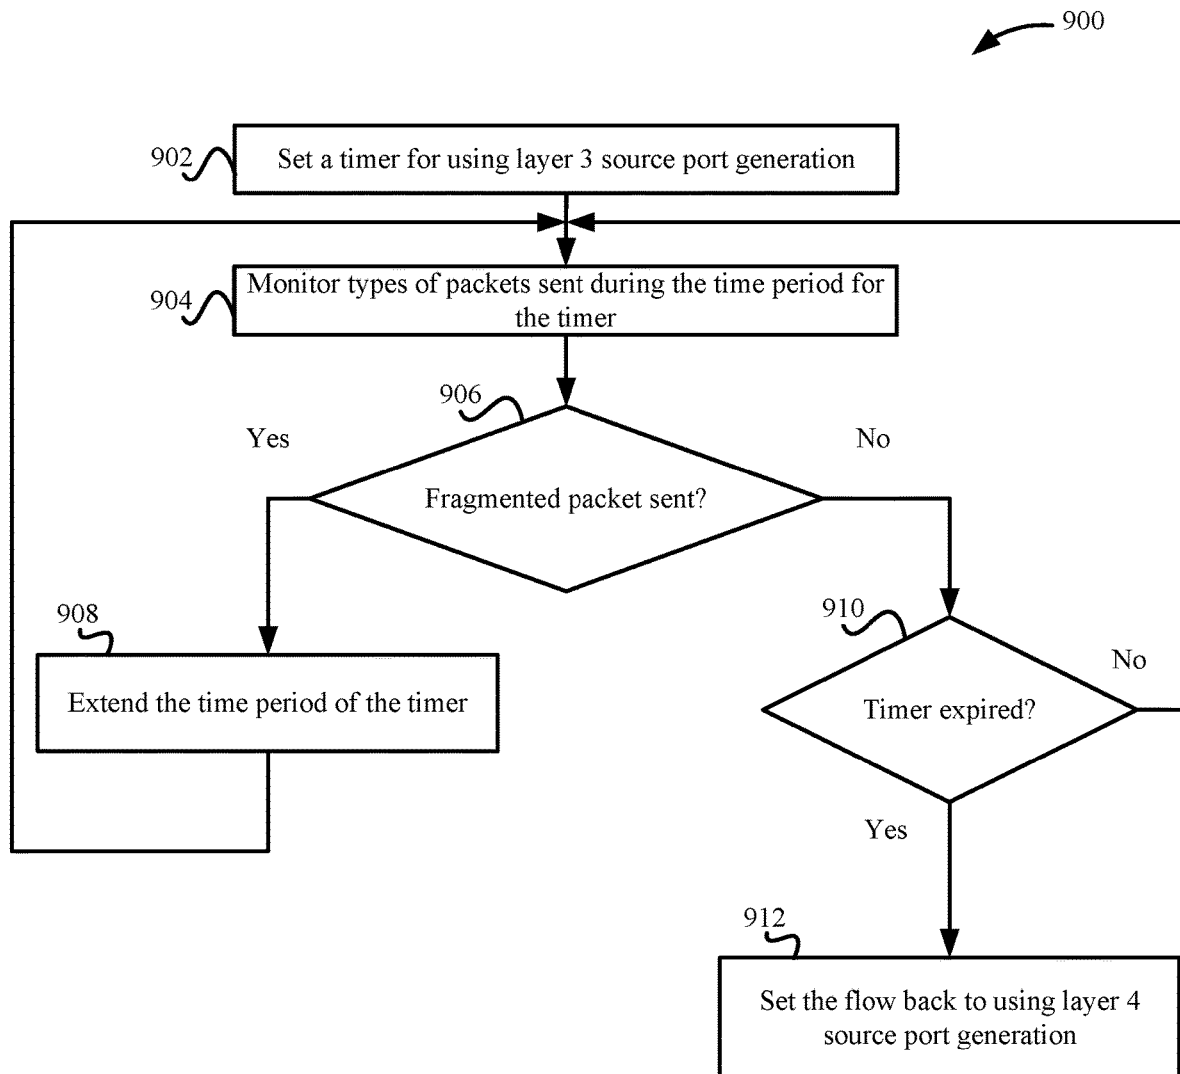 900
902
Set a timer for using layer 3 source port generation
904
Monitor types of packets sent during the time period for
the timer
906
Yes
No
Fragmented packet sent?
908
910
No
Extend the time period of the timer
Timer expired?
Yes
912
Set the flow back to using layer 4
source port generation